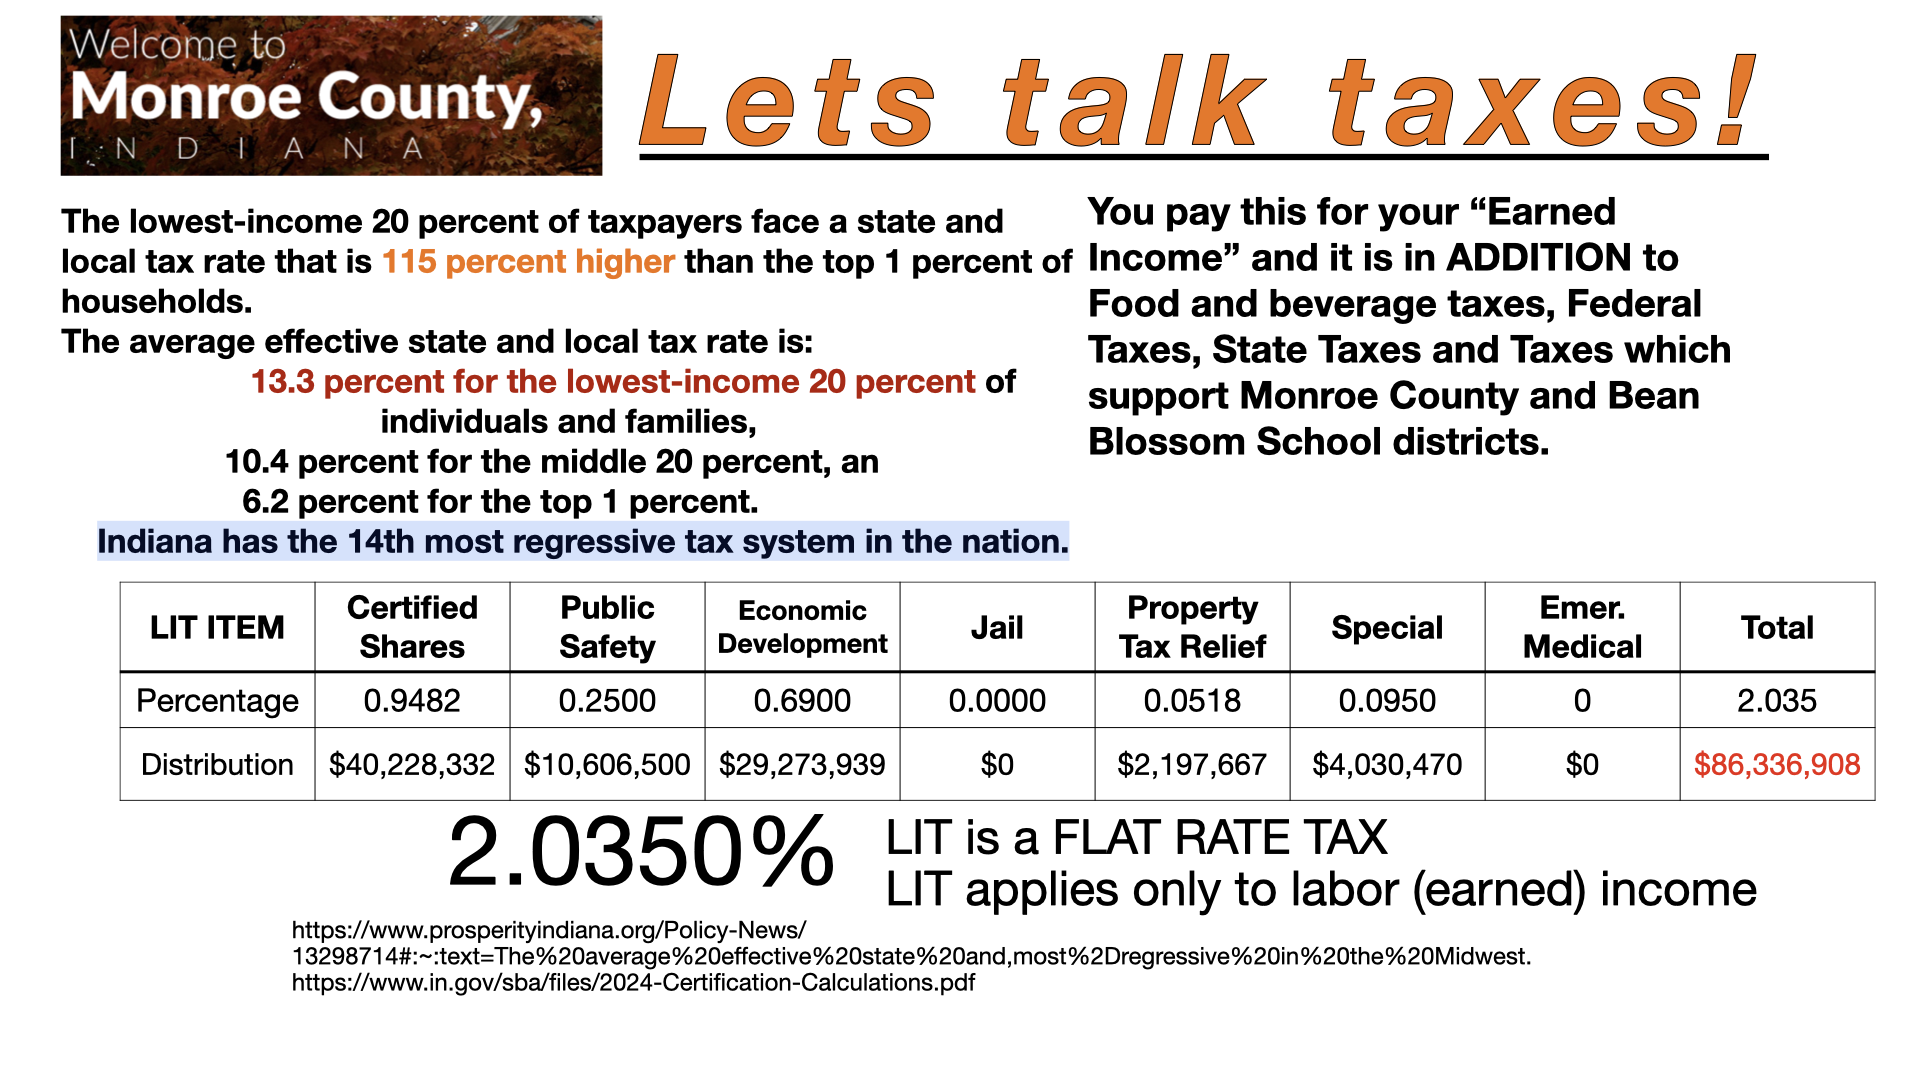 Welcome to
Monroe County,
INDIANA
Lets talk taxes!
The lowest-income 20 percent of taxpayers face a state and
local tax rate that is 115 percent higher than the top 1 percent of
households.
The average effective state and local tax rate is:
13.3 percent for the lowest-income 20 percent of
individuals and families,
10.4 percent for the middle 20 percent, an
6.2 percent for the top 1 percent.
Indiana has the 14th most regressive tax system in the nation.
You pay this for your “Earned
Income” and it is in ADDITION to
Food and beverage taxes, Federal
Taxes, State Taxes and Taxes which
support Monroe County and Bean
Blossom School districts.
LIT ITEM Certified Shares Public Safety Economic Development Jail Property Tax Relief Special Emer. Medical Total
Percentage 0.9482 0.2500 0.6900 0.0000 0.0518 0.0950 0 2.035
Distribution $40,228,332 $10,606,500 $29,273,939 $0 $2,197,667 $4,030,470 $0 $86,336,908
2.0350%
LIT is a FLAT RATE TAX
LIT applies only to labor (earned) income
https://www.prosperityindiana.org/Policy-News/
13298714#:~:text=The%20average%20effective%20state%20and,most%2Dregressive%20in%20the%20Midwest.
https://www.in.gov/sba/files/2024-Certification-Calculations.pdf